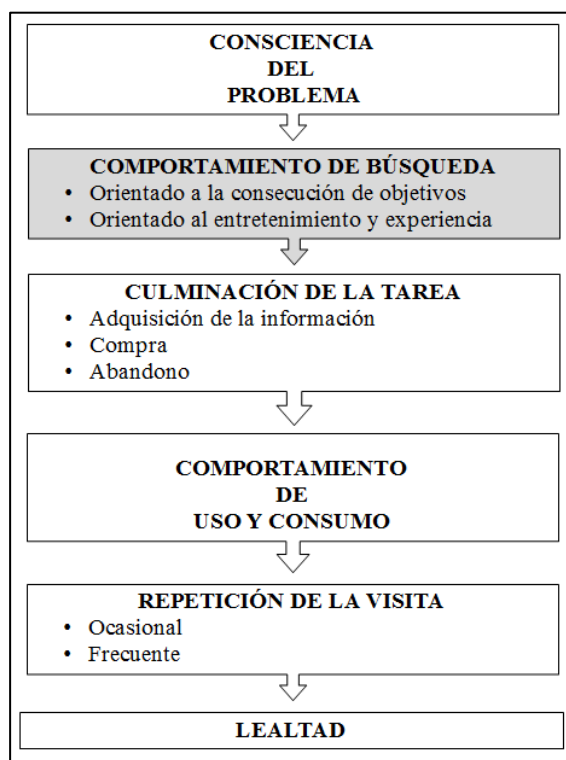 CONSCIENCIA
DEL
PROBLEMA
COMPORTAMIENTO DE BÚSQUEDA
• Orientado a la consecución de objetivos
• Orientado al entretenimiento y experiencia
CULMINACIÓN DE LA TAREA
• Adquisición de la información
• Compra
• Abandono
COMPORTAMIENTO
DE
USO Y CONSUMO
REPETICIÓN DE LA VISITA
• Ocasional
• Frecuente
LEALTAD